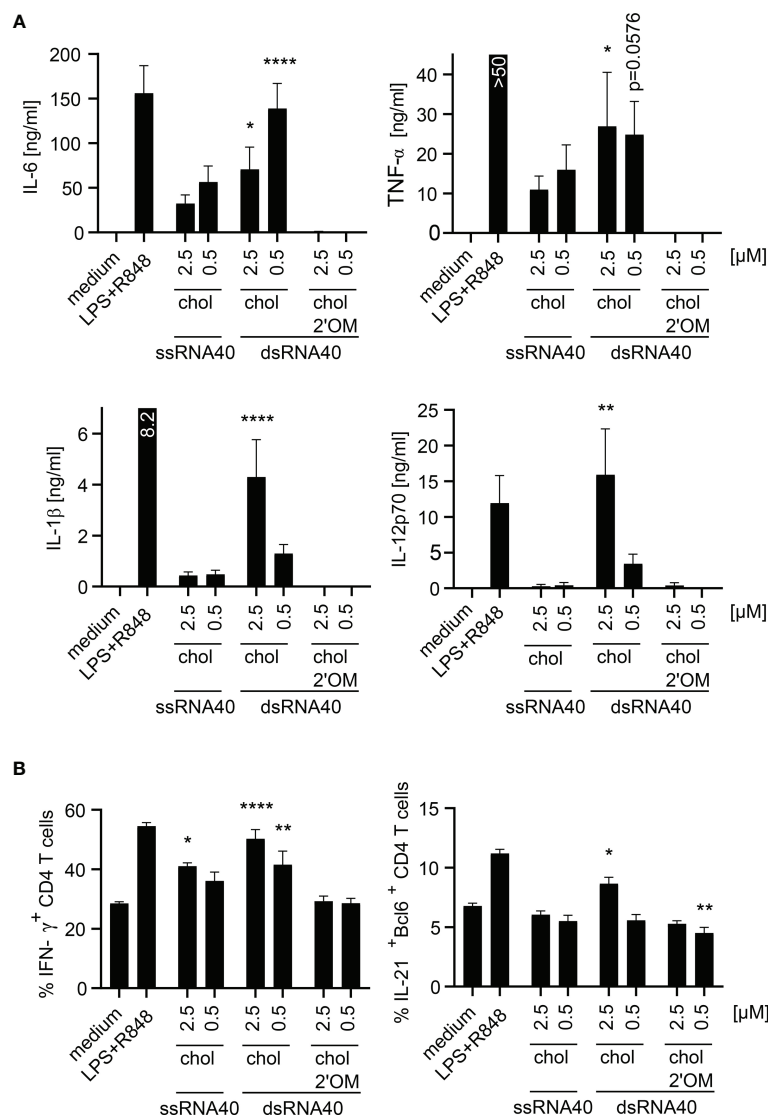 A
IL-6 [ng/ml]
200
150
100
50
0
*
****
medium
LPS+R848
2.5
0.5
2.5
0.5
2.5
0.5
chol
chol
chol
2'OM
ssRNA40
dsRNA40
TNF-α [ng/ml]
40
30
20
10
0
>50
*
p=0.0576
medium
LPS+R848
2.5
0.5
2.5
0.5
2.5
0.5
[µM]
chol
chol
chol
2'OM
ssRNA40
dsRNA40
IL-1β [ng/ml]
6
4
2
0
8.2
****
medium
LPS+R848
2.5
0.5
2.5
0.5
2.5
0.5
chol
chol
chol
2'OM
ssRNA40
dsRNA40
IL-12p70 [ng/ml]
25
20
15
10
5
0
**
medium
LPS+R848
2.5
0.5
2.5
0.5
2.5
0.5
[µM]
chol
chol
chol
2'OM
ssRNA40
dsRNA40
B
% IFN- γ+ CD4 T cells
60
40
20
0
*
****
**
medium
LPS+R848
2.5
0.5
2.5
0.5
2.5
0.5
chol
chol
chol
2'OM
ssRNA40
dsRNA40
% IL-21 +Bcl6 + CD4 T cells
15
10
5
0
*
**
medium
LPS+R848
2.5
0.5
2.5
0.5
2.5
0.5
[µM]
chol
chol
chol
2'OM
ssRNA40
dsRNA40